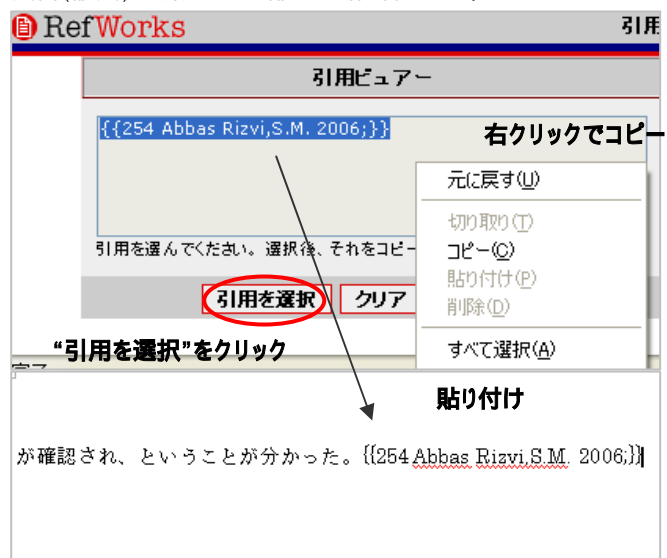 RefWorks
引用
引用ビュアー
{{254 Abbas Rizvi,S.M. 2006;}}
右クリックでコピー
元に戻す(U)
切り取り(T)
引用を選んでください。選択後、それをコピー
コピー(C)
貼り付け(P)
引用を選択
クリア
削除(D)
“引用を選択”をクリック
すべて選択(A)
完了
貼り付け
が確認され、ということが分かった。{{254 Abbas Rizvi,S.M. 2006;}}